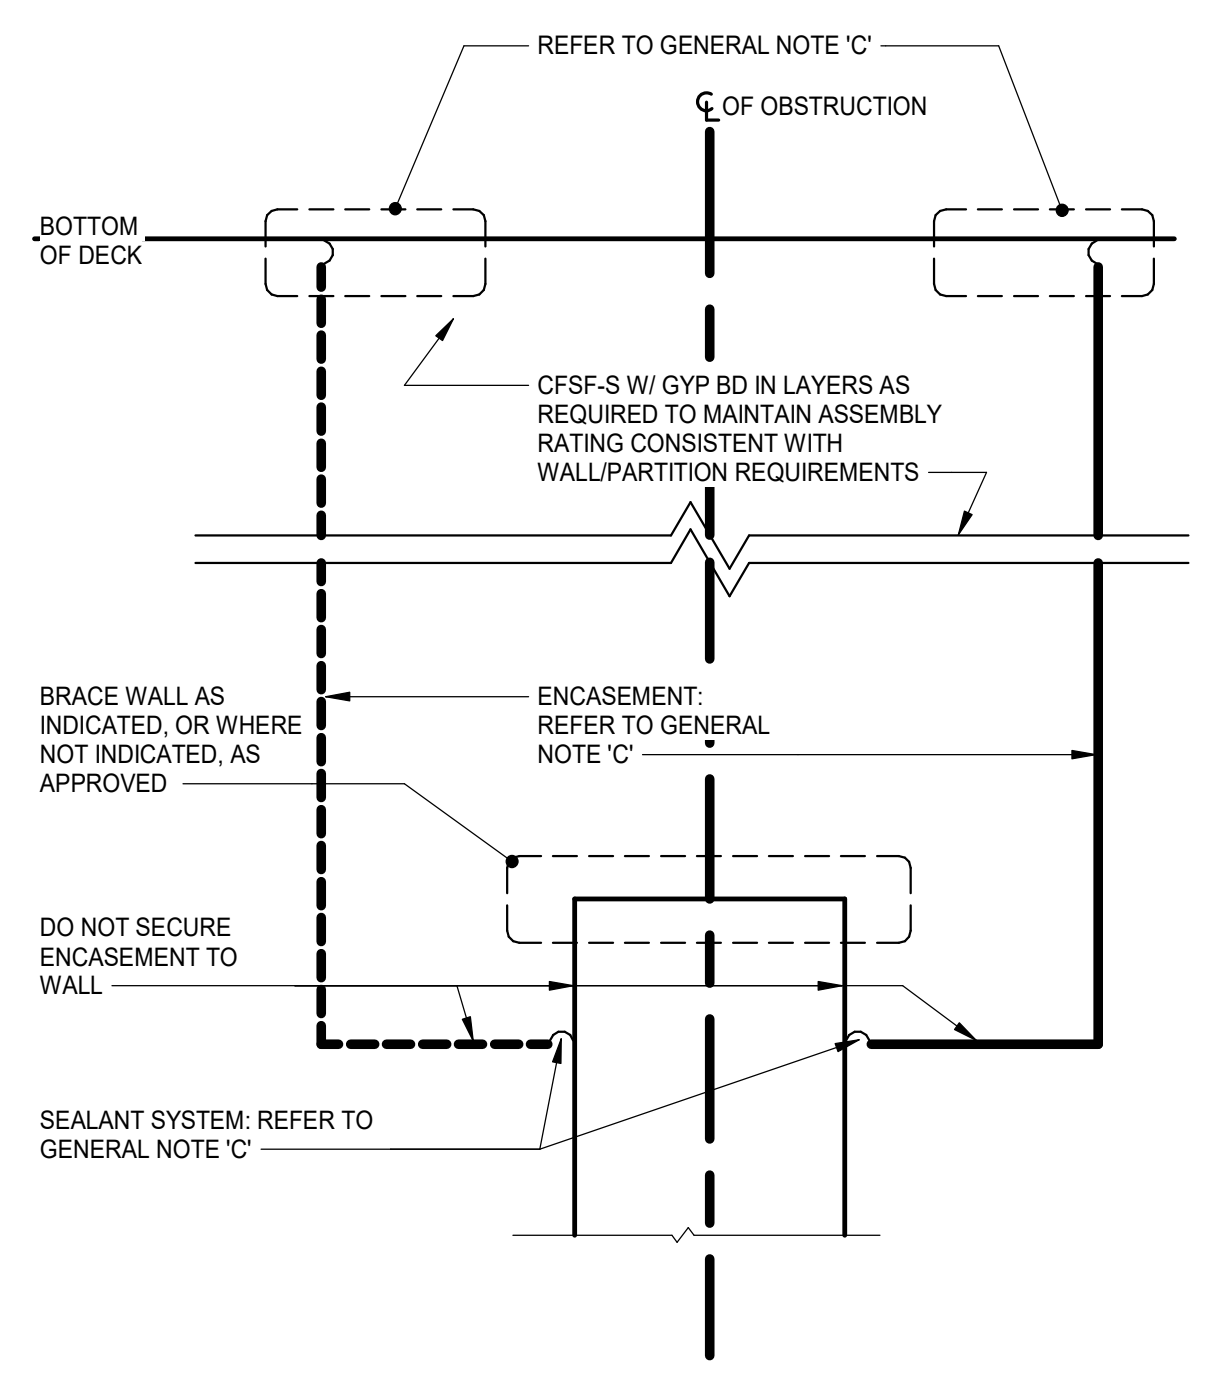 REFER TO GENERAL NOTE 'C'
℄ OF OBSTRUCTION
BOTTOM
OF DECK
CFSF-S W/ GYP BD IN LAYERS AS
REQUIRED TO MAINTAIN ASSEMBLY
RATING CONSISTENT WITH
WALL/PARTITION REQUIREMENTS
BRACE WALL AS
INDICATED, OR WHERE
NOT INDICATED, AS
APPROVED
ENCASEMENT:
REFER TO GENERAL
NOTE 'C'
DO NOT SECURE
ENCASEMENT TO
WALL
SEALANT SYSTEM: REFER TO
GENERAL NOTE 'C'